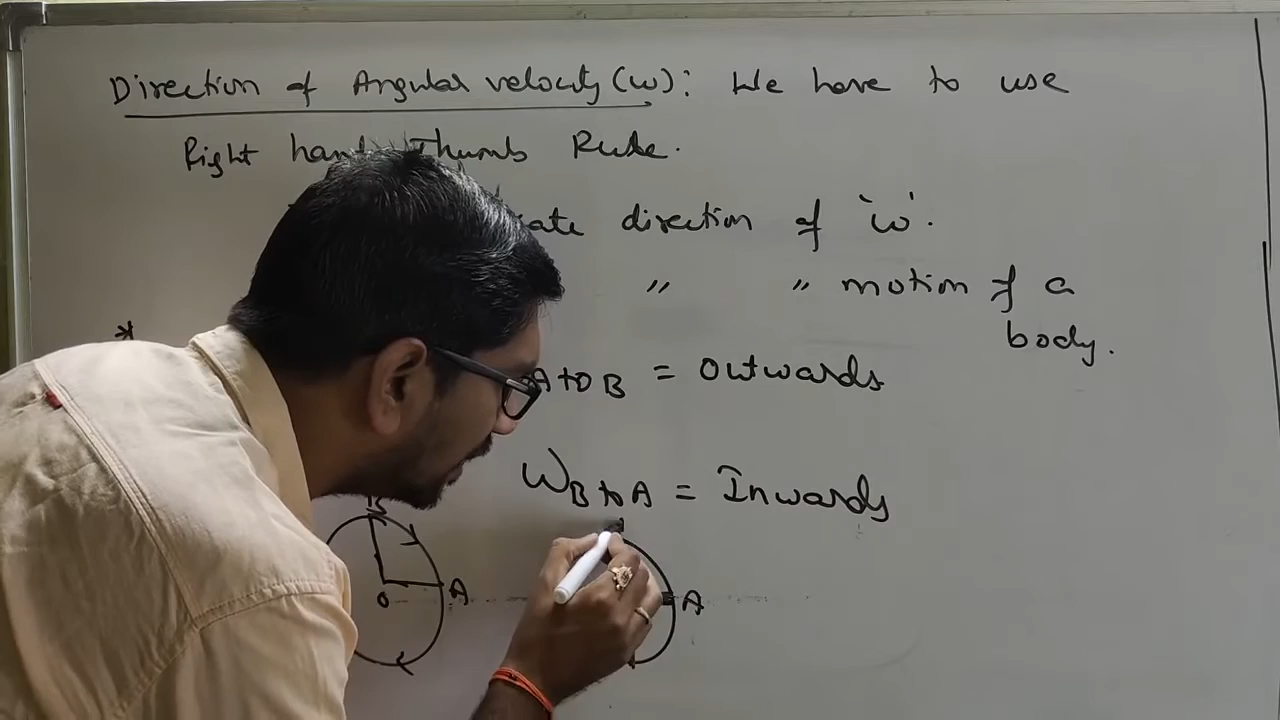 Direction of Angular velocity (ω): We have to use
Right hand Thumb Rule.
direction of 'ω'.
" " motion of a
body.
A to B = Outwards
ω B to A = Inwards
B
A
O
A